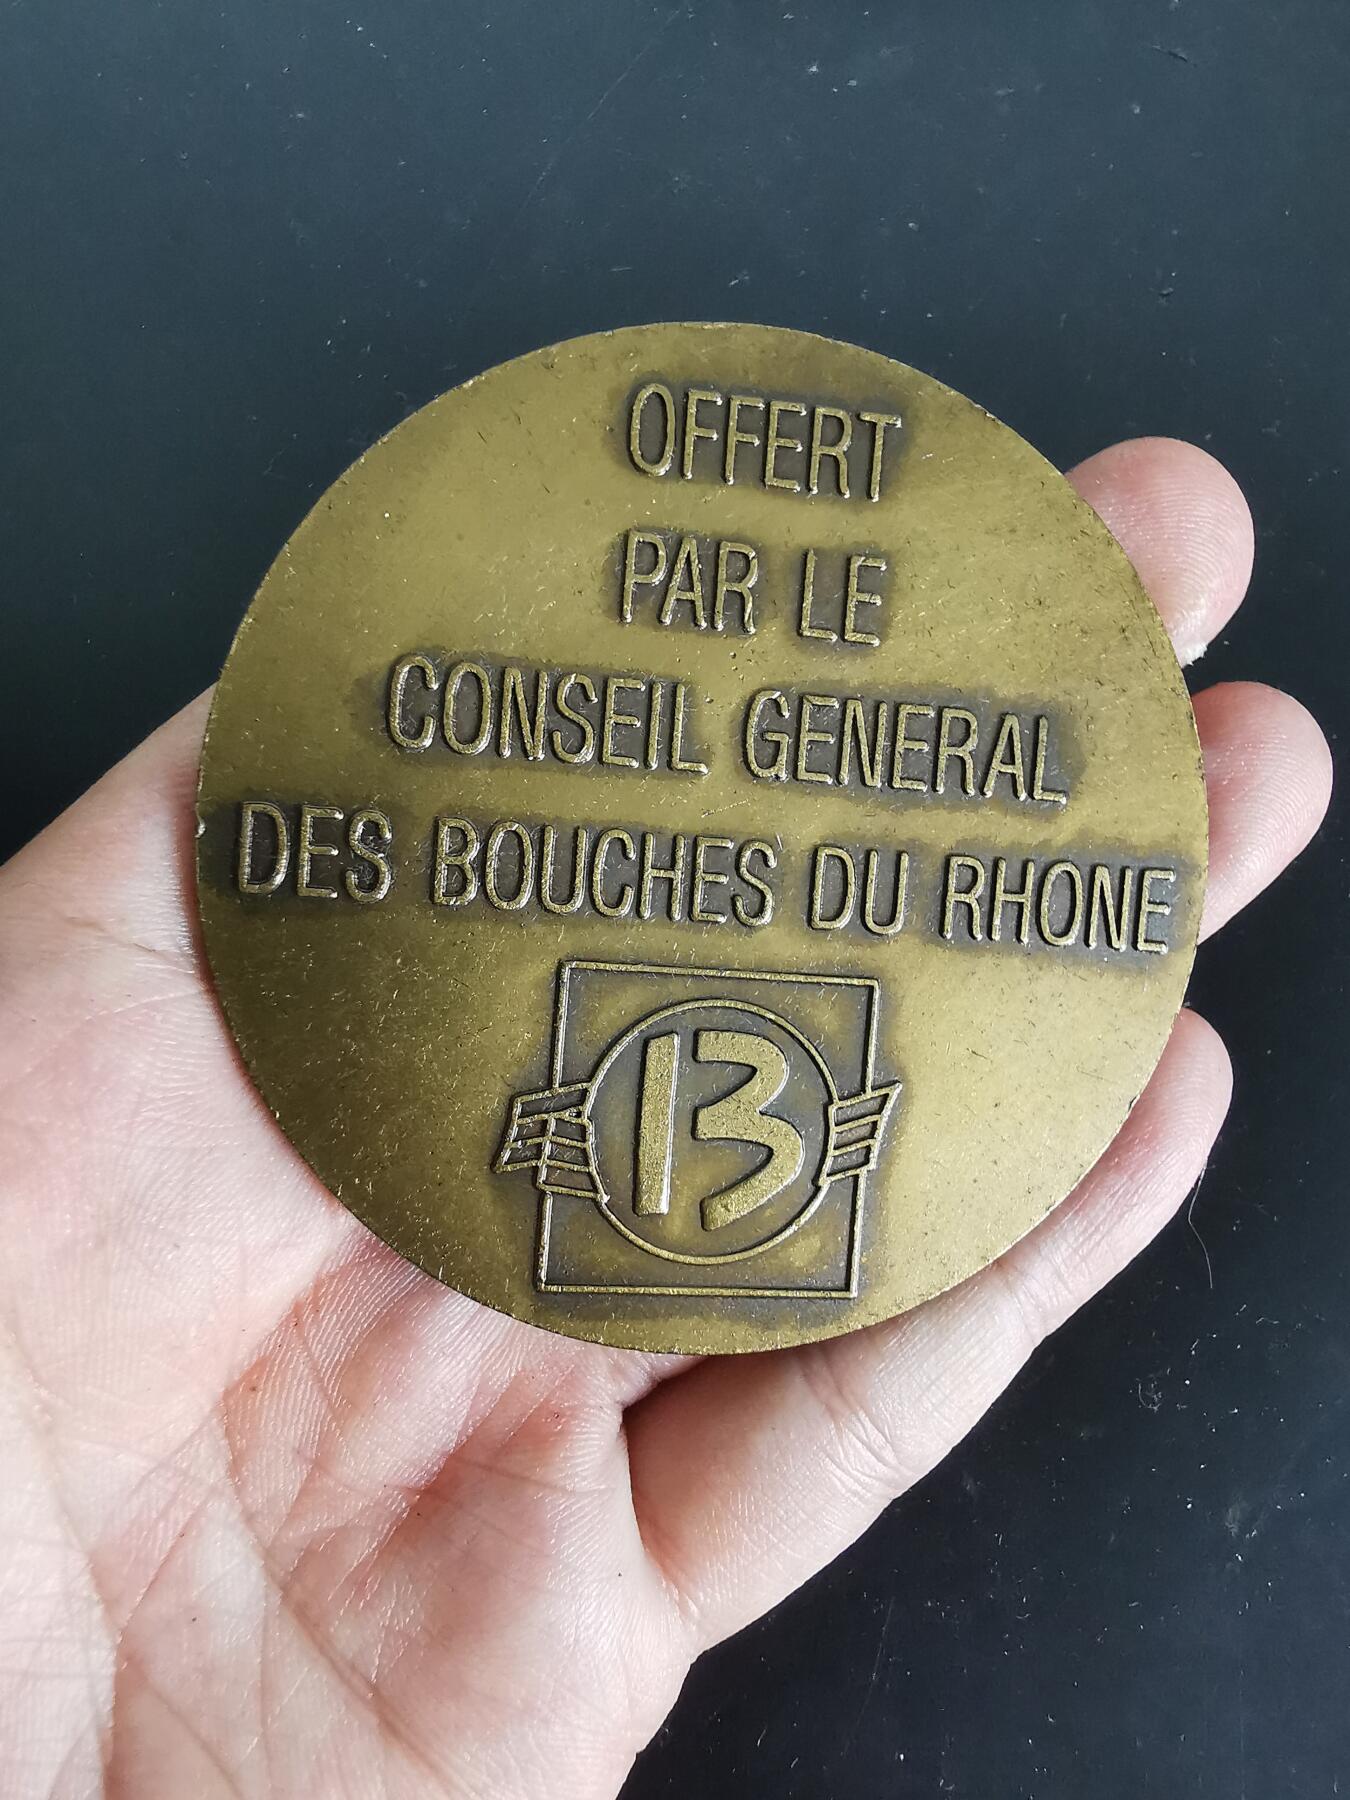 OFFERT
PAR LE
CONSEIL GENERAL
DES BOUCHES DU RHONE
13